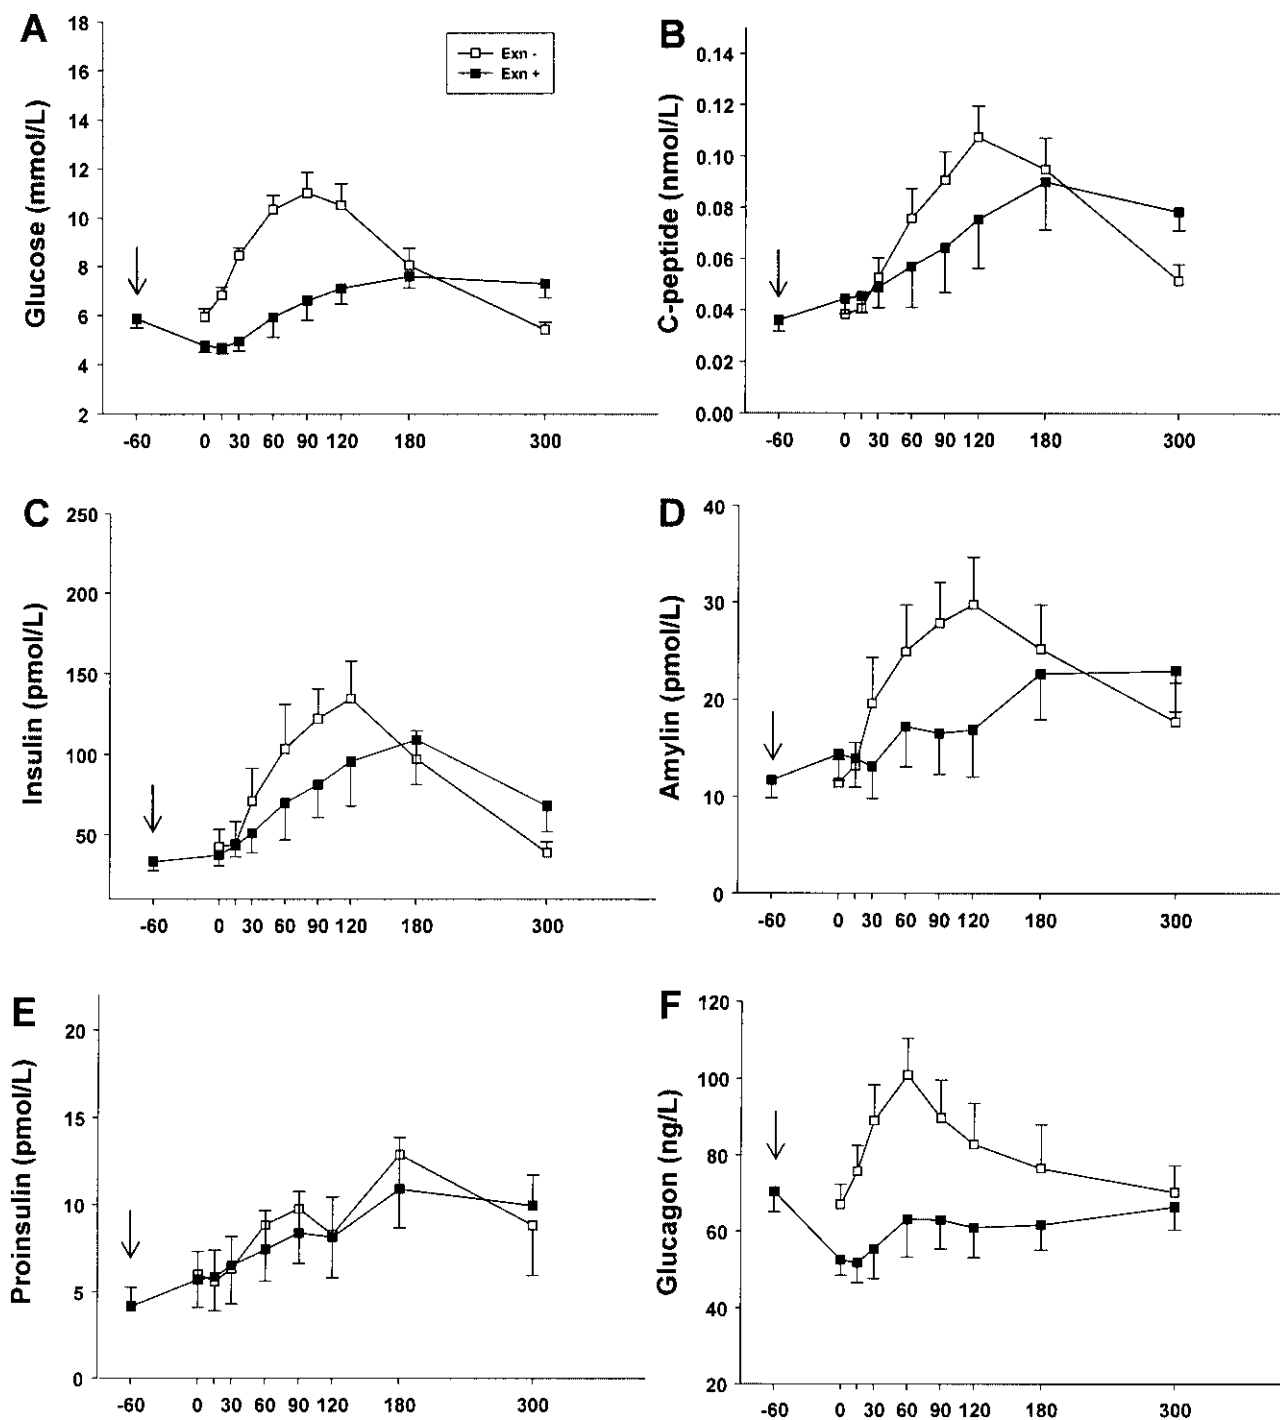 A
Glucose (mmol/L)
18
16
14
12
10
8
6
4
2
Exn -
Exn +
-60 0 30 60 90 120 180 300
B
C-peptide (nmol/L)
0.14
0.12
0.10
0.08
0.06
0.04
0.02
0.00
-60 0 30 60 90 120 180 300
C
Insulin (pmol/L)
250
200
150
100
50
-60 0 30 60 90 120 180 300
D
Amylin (pmol/L)
40
30
20
10
0
-60 0 30 60 90 120 180 300
E
Proinsulin (pmol/L)
20
15
10
5
0
-60 0 30 60 90 120 180 300
F
Glucagon (ng/L)
120
100
80
60
40
20
-60 0 30 60 90 120 180 300